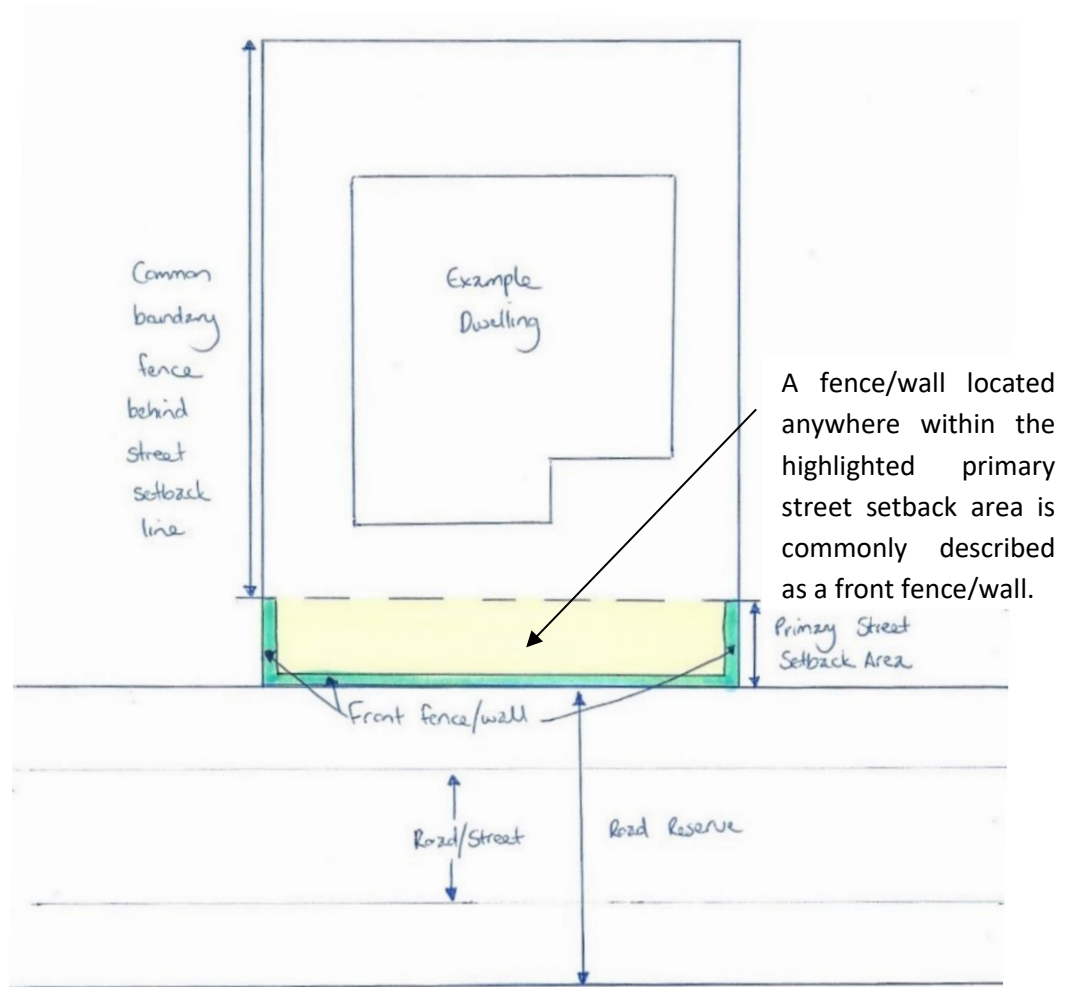 Common
boundary
fence
behind
street
setback
line
Example
Dwelling
A fence/wall located
anywhere within the
highlighted primary
street setback area is
commonly described
as a front fence/wall.
Primary Street
Setback Area
Front fence/wall
Road/Street
Road Reserve